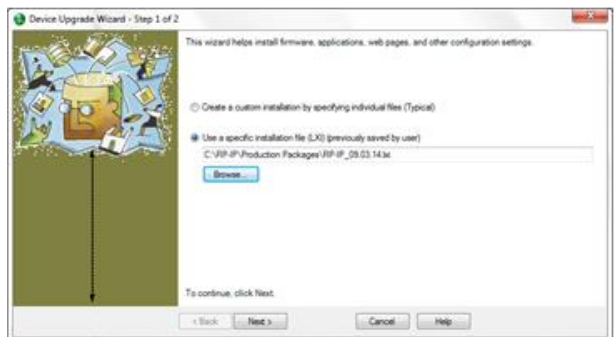 Device Upgrade Wizard - Step 1 of 2
This wizard helps install firmware, applications, web pages, and other configuration settings.
Create a custom installation by specifying individual files (Typical)
Use a specific installation file (LXI) (previously saved by user)
C:\RP-IP\Production Packages\RP-IP_09.03.14.lxi
Browse...
To continue, click Next.
< Back
Next >
Cancel
Help